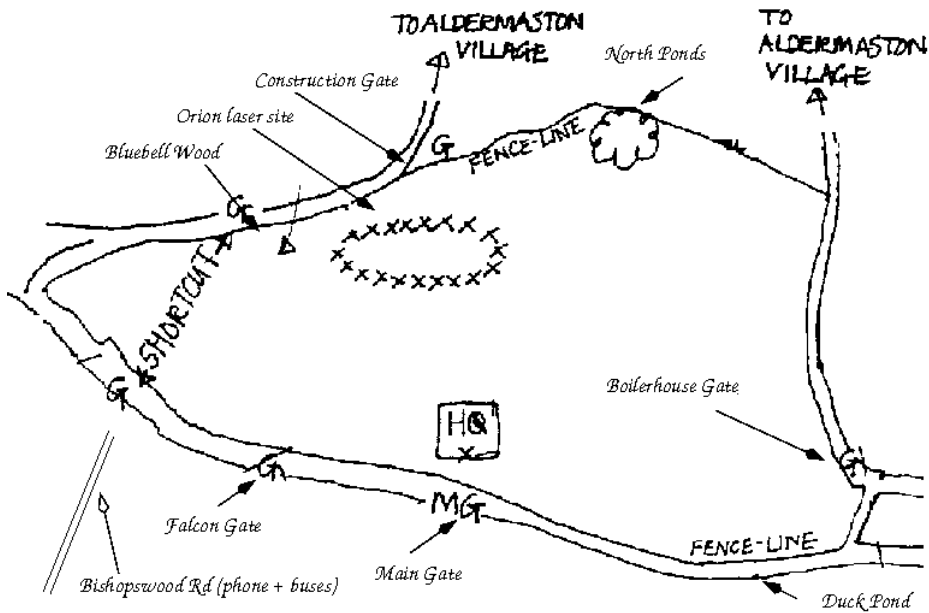 TO ALDERMASTON
VILLAGE
TO
ALDERMASTON
VILLAGE
North Ponds
Construction Gate
Orion laser site
Bluebell Wood
G
FENCE-LINE
G
SHORTCUT
G
HQ
Boilerhouse Gate
G
G
MG
Falcon Gate
Main Gate
FENCE-LINE
Bishopswood Rd (phone + buses)
Duck Pond